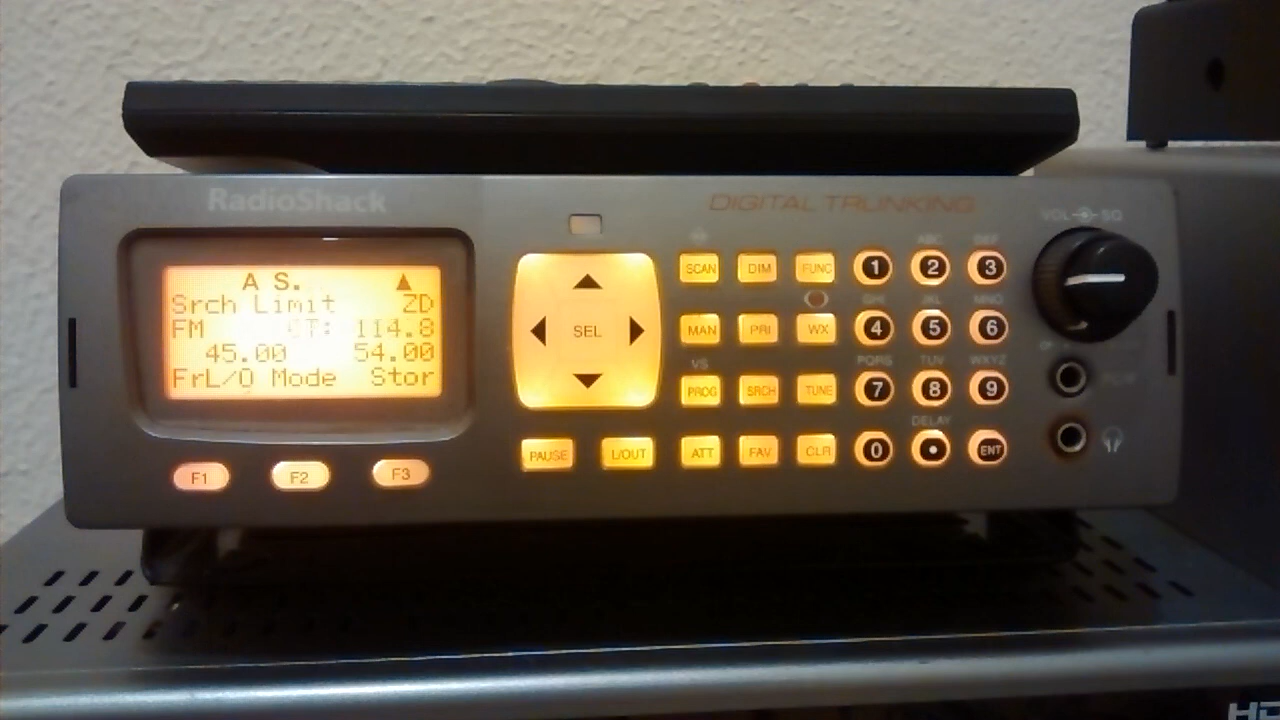 RadioShack
DIGITAL TRUNKING
VOL SQ
A S.
Srch Limit ZD
FM CT: 114.8
45.00 54.00
FrL/O Mode Stor
F1 F2 F3
SEL
PAUSE L/OUT
SCAN DIM FUNC 1 ABC 2 DEF 3
MAN PRI WX GHI 4 JKL 5 MNO 6
VS
PROG SRCH TUNE PQRS 7 TUV 8 WXYZ 9
DELAY
ATT FAV CLR 0 • ENT
HD